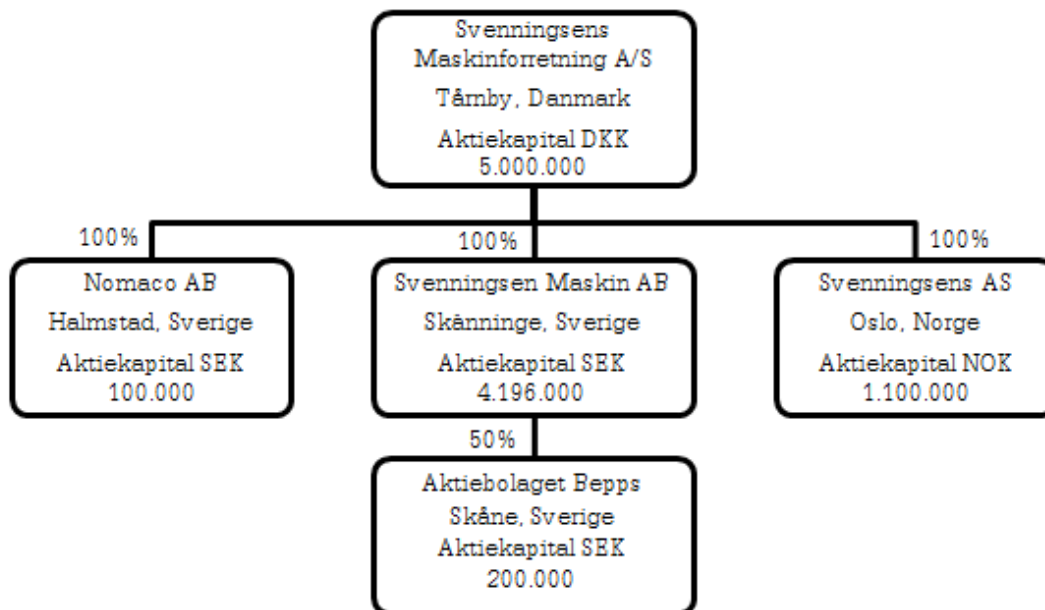 Svenningsens
Maskinforretning A/S
Tårnby, Danmark
Aktiekapital DKK
5.000.000
100%
100%
100%
Nomaco AB
Halmstad, Sverige
Aktiekapital SEK
100.000
Svenningsen Maskin AB
Skänninge, Sverige
Aktiekapital SEK
4.196.000
Svenningsens AS
Oslo, Norge
Aktiekapital NOK
1.100.000
50%
Aktiebolaget Bepps
Skåne, Sverige
Aktiekapital SEK
200.000